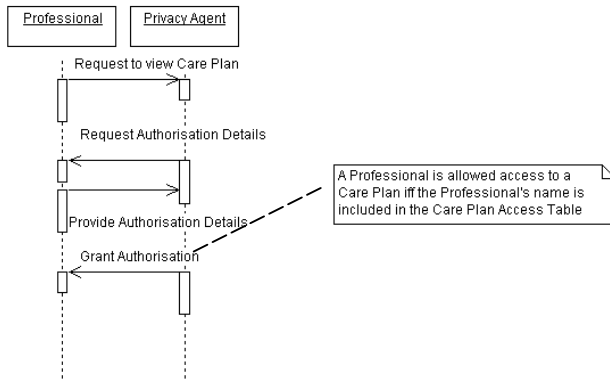 Professional
Privacy Agent
Request to view Care Plan
Request Authorisation Details
A Professional is allowed access to a
Care Plan iff the Professional's name is
included in the Care Plan Access Table
Provide Authorisation Details
Grant Authorisation